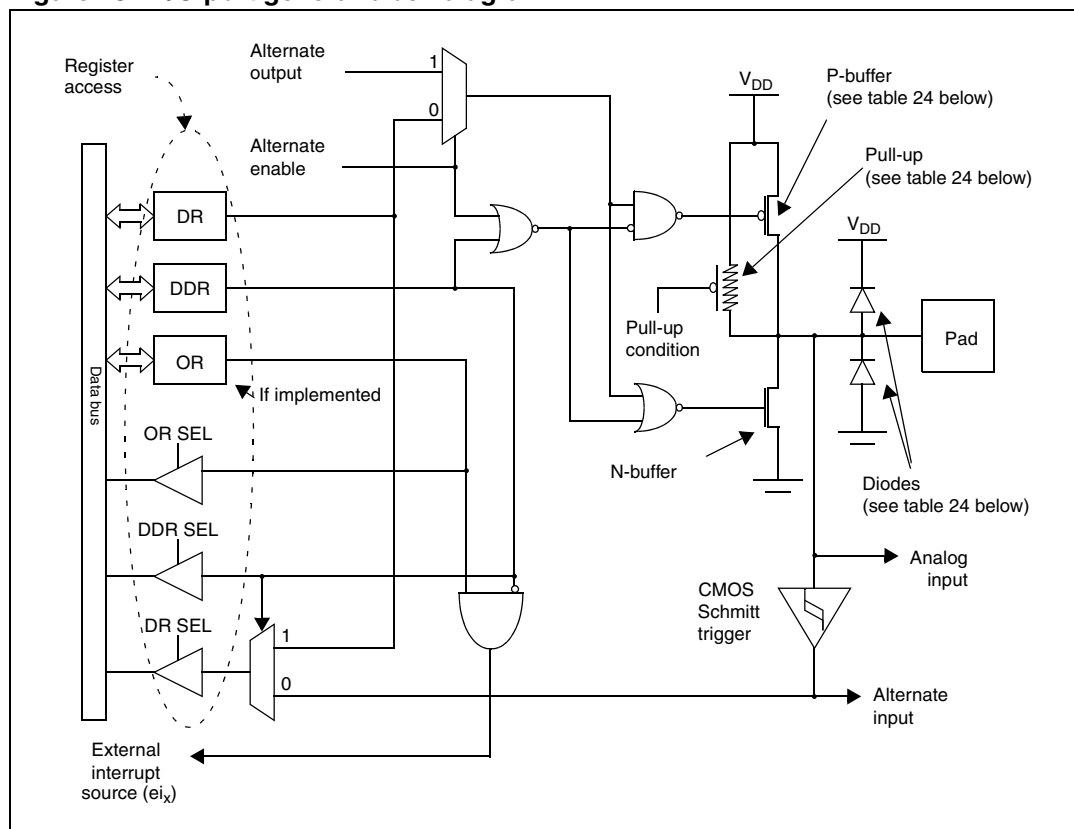 Register
access
Alternate
output
1
0
Alternate
enable
VDD
P-buffer
(see table 24 below)
Pull-up
(see table 24 below)
DR
DDR
OR
If implemented
Data bus
Pull-up
condition
VDD
Pad
N-buffer
Diodes
(see table 24 below)
OR SEL
DDR SEL
DR SEL
1
0
CMOS
Schmitt
trigger
Analog
input
Alternate
input
External
interrupt
source (eix)